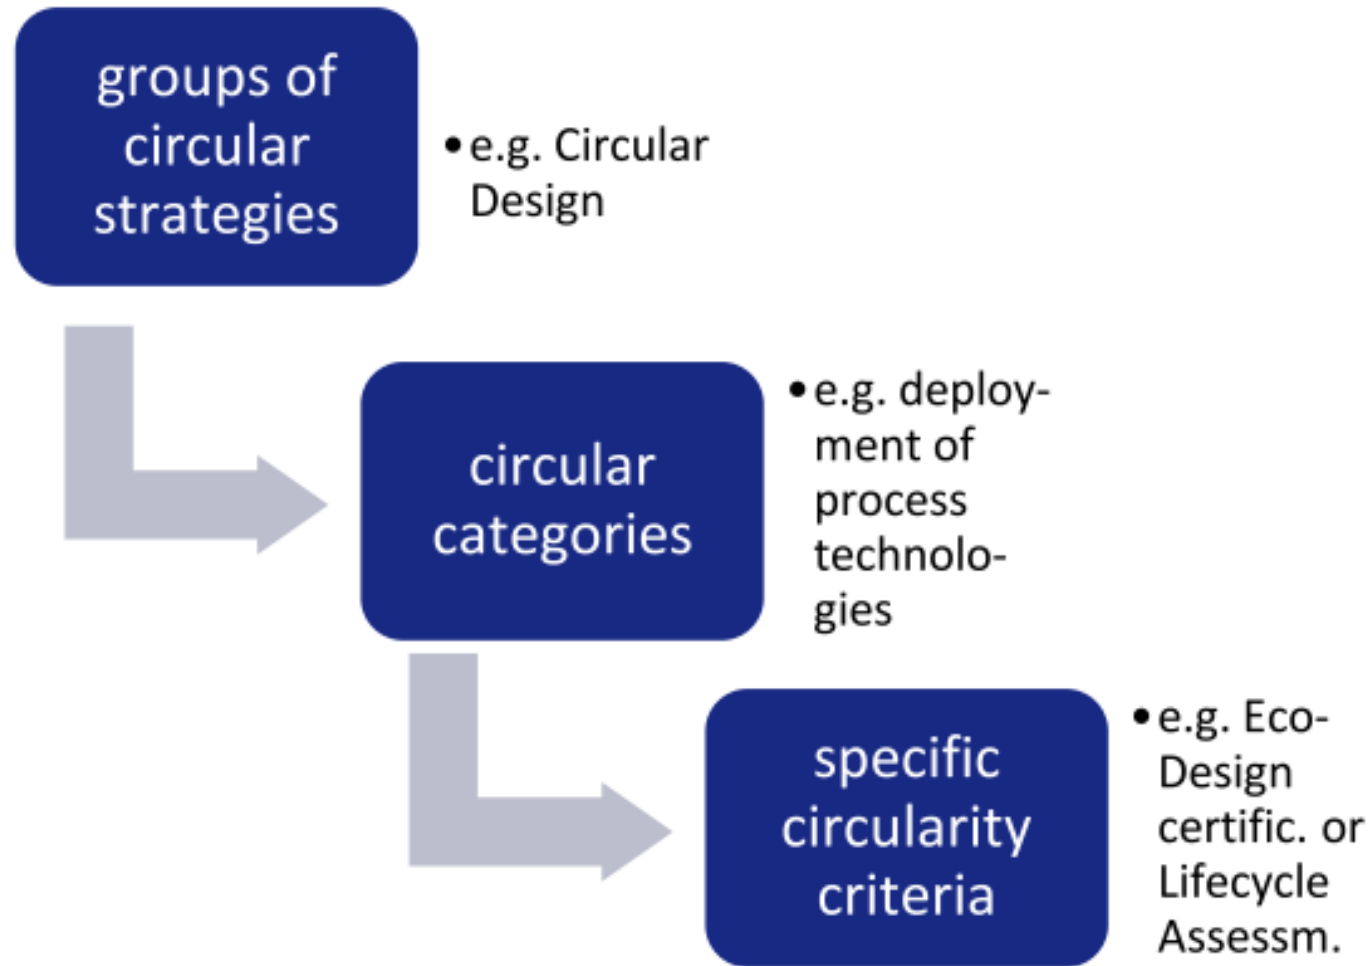 groups of
circular
strategies
• e.g. Circular
Design
circular
categories
• e.g. deploy-
ment of
process
technolo-
gies
specific
circularity
criteria
• e.g. Eco-
Design
certific. or
Lifecycle
Assessm.